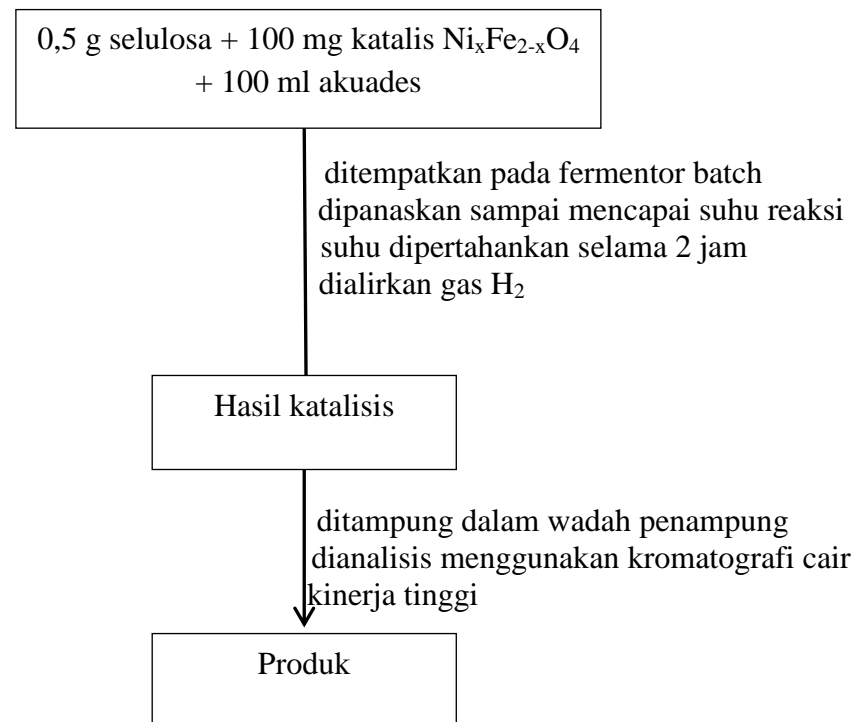 0,5 g selulosa + 100 mg katalis NiₓFe₂₋ₓO₄
+ 100 ml akuades
ditempatkan pada fermentor batch
dipanaskan sampai mencapai suhu reaksi
suhu dipertahankan selama 2 jam
dialirkan gas H₂
Hasil katalisis
ditampung dalam wadah penampung
dianalisis menggunakan kromatografi cair
kinerja tinggi
Produk